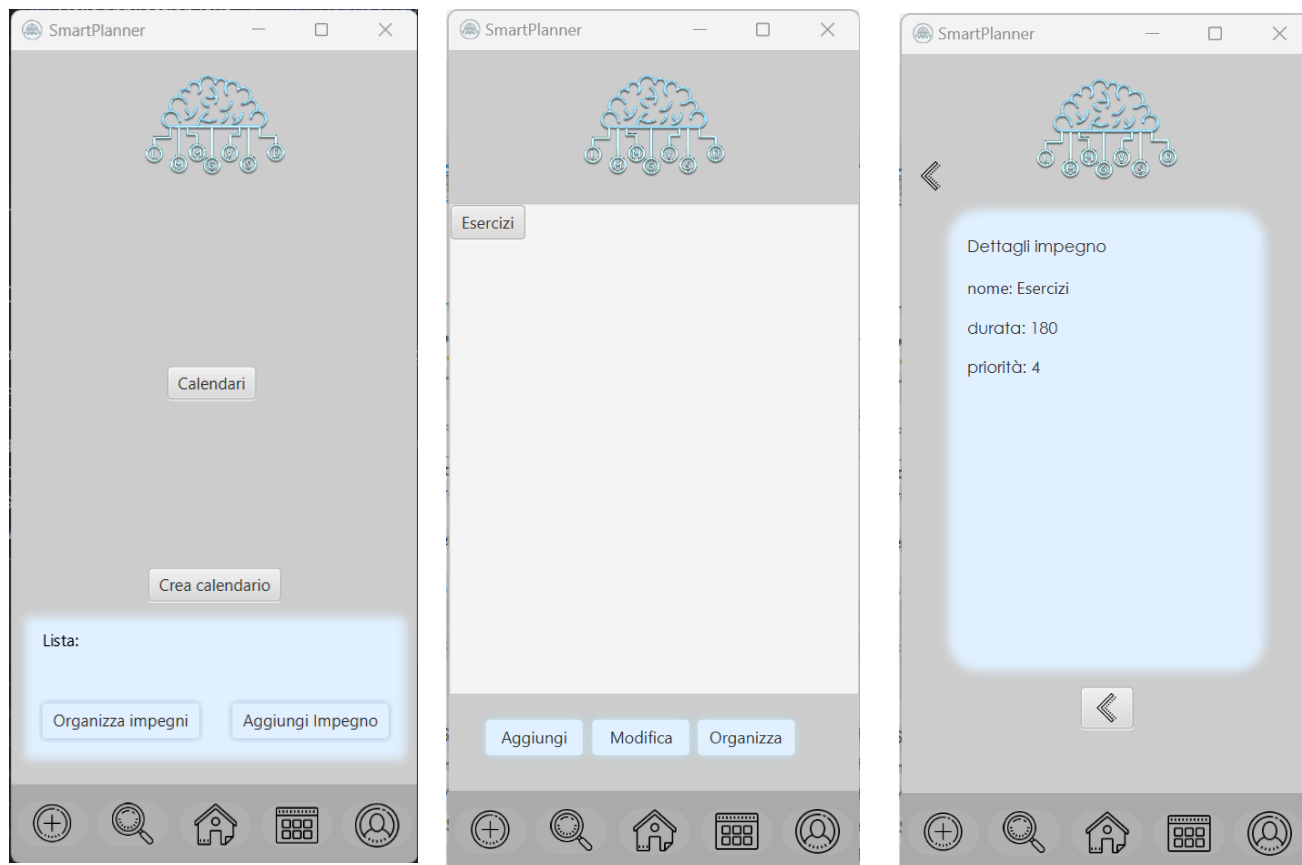 SmartPlanner
Calendari
Crea calendario
Lista:
Organizza impegni
Aggiungi Impegno
SmartPlanner
Esercizi
Aggiungi
Modifica
Organizza
SmartPlanner
Dettagli impegno
nome: Esercizi
durata: 180
priorità: 4